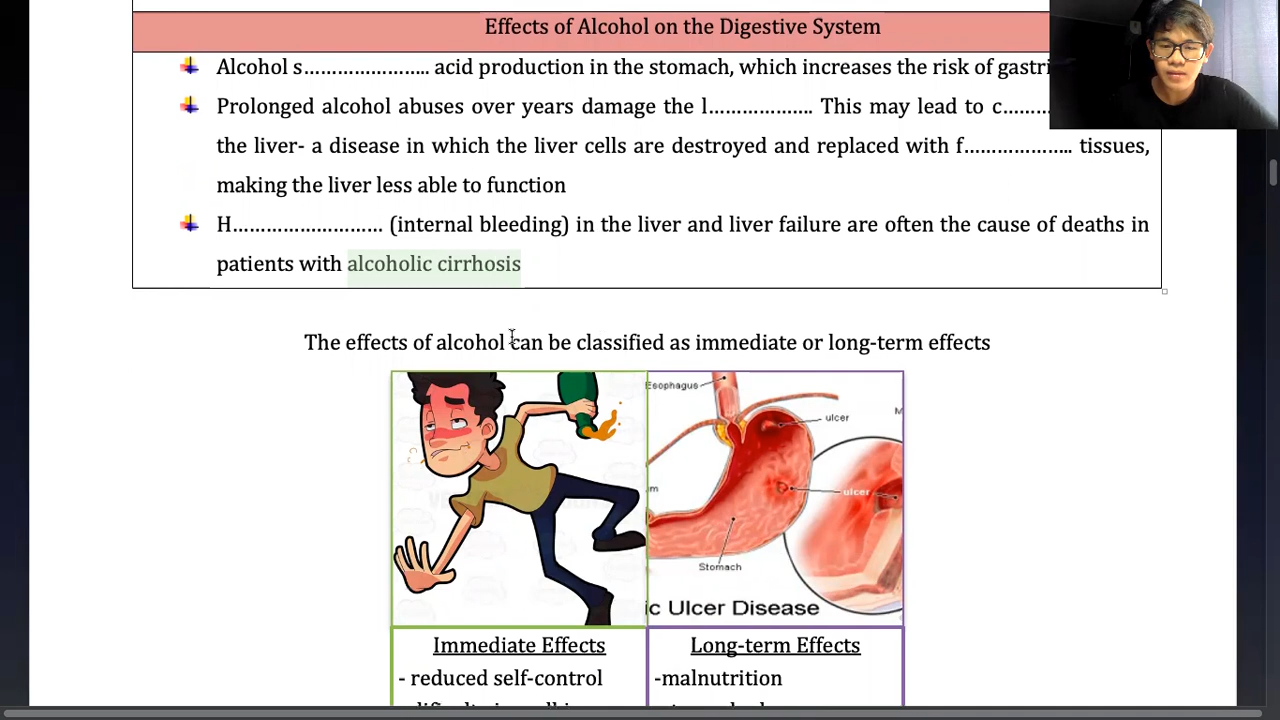 Effects of Alcohol on the Digestive System
Alcohol s………………….. acid production in the stomach, which increases the risk of
Prolonged alcohol abuses over years damage the l………………. This may lead to c………
the liver- a disease in which the liver cells are destroyed and replaced with f……………….. tissues,
making the liver less able to function
H……………………… (internal bleeding) in the liver and liver failure are often the cause of deaths in
patients with alcoholic cirrhosis
The effects of alcohol can be classified as immediate or long-term effects
Esophagus
ulcer
ulcer
Stomach
ic Ulcer Disease
Immediate Effects
- reduced self-control
Long-term Effects
-malnutrition